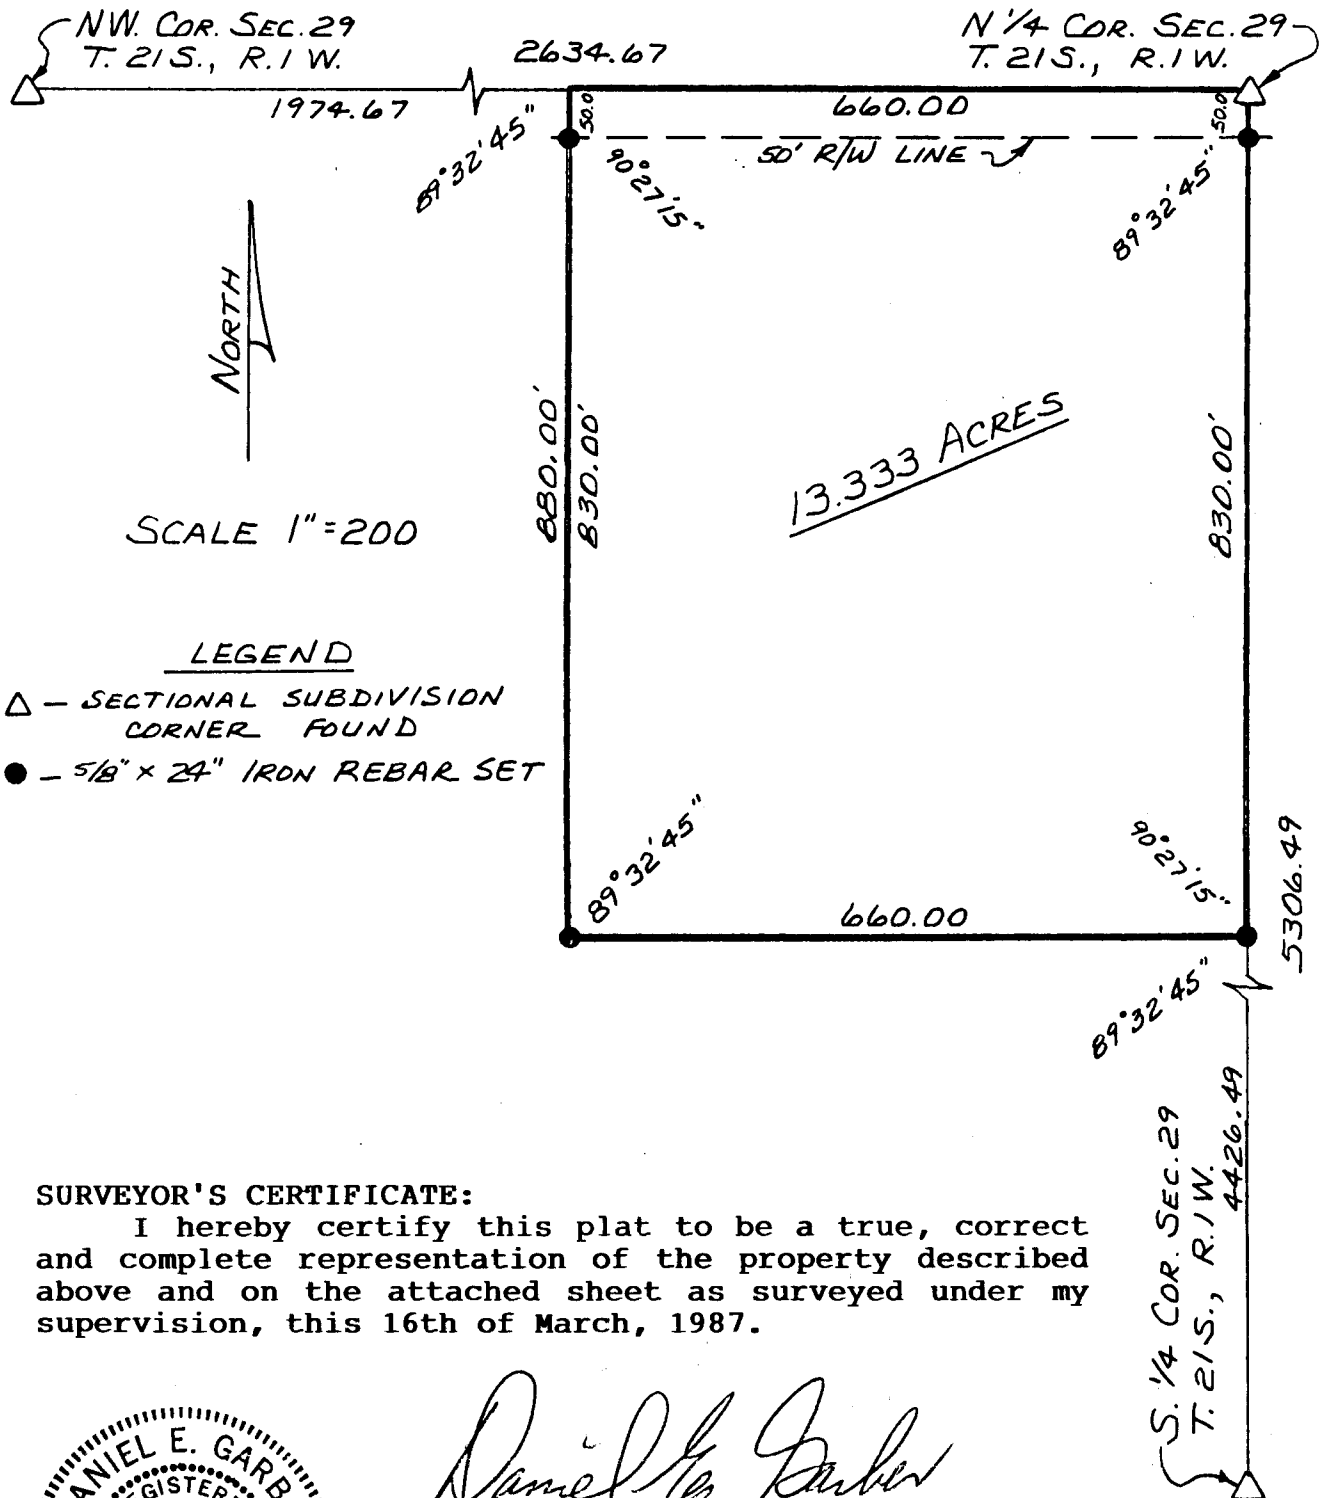 NW. COR. SEC. 29
T. 21S., R. 1 W.
2634.67
N 1/4 COR. SEC. 29
T. 21S., R. 1 W.
1974.67
660.00
50.0
50.0
50' R/W LINE
89°32'45"
90°27'15"
89°32'45"
NORTH
880.00'
830.00'
830.00'
13.333 ACRES
SCALE 1"=200
LEGEND
△ — SECTIONAL SUBDIVISION
CORNER FOUND
● — 5/8" × 24" IRON REBAR SET
89°32'45"
90°27'15"
660.00
5306.49
89°32'45"
4426.49
S. 1/4 COR. SEC. 29
T. 21S., R. 1 W.
SURVEYOR'S CERTIFICATE:
I hereby certify this plat to be a true, correct
and complete representation of the property described
above and on the attached sheet as surveyed under my
supervision, this 16th of March, 1987.
ANIEL E. GARB
GISTER
Daniel E. Garber